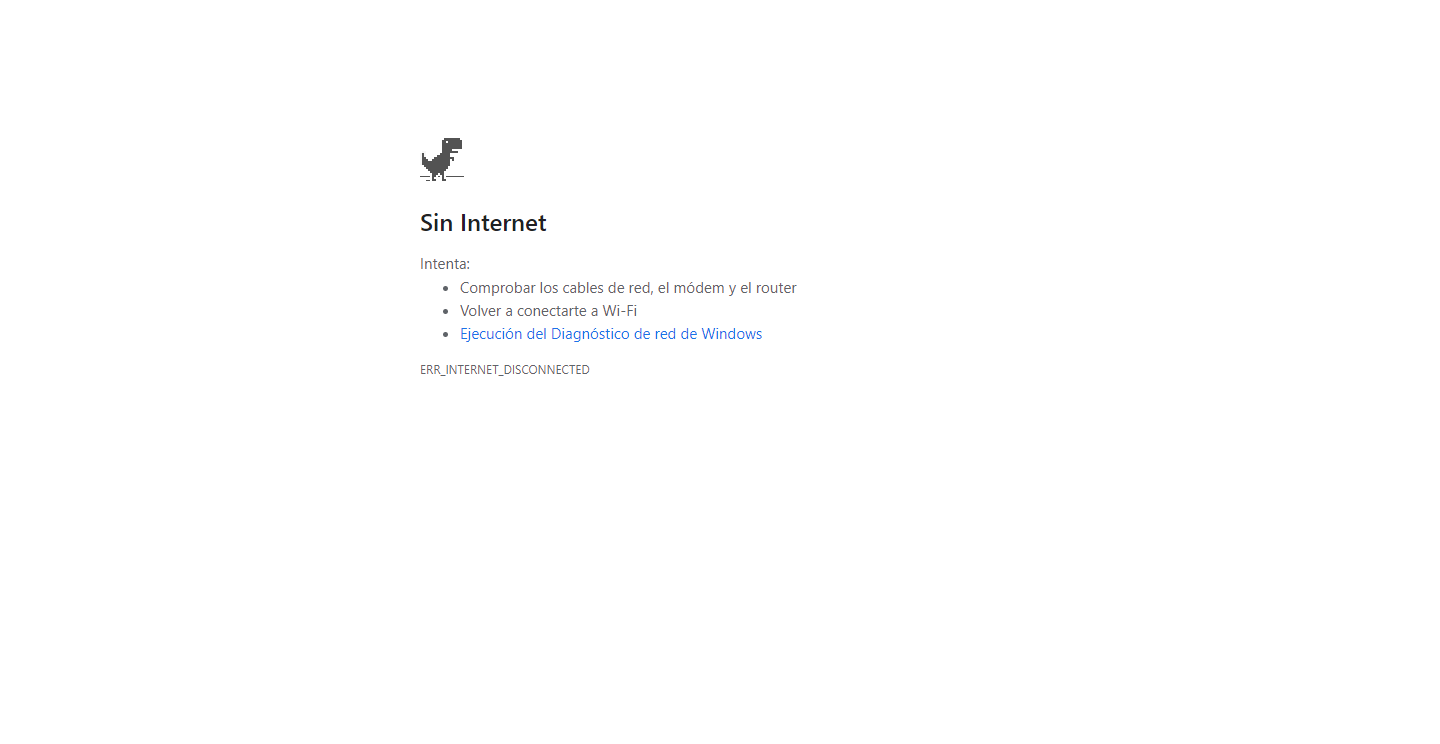 Sin Internet
Intenta:
• Comprobar los cables de red, el módem y el router
• Volver a conectarte a Wi-Fi
• Ejecución del Diagnóstico de red de Windows
ERR_INTERNET_DISCONNECTED